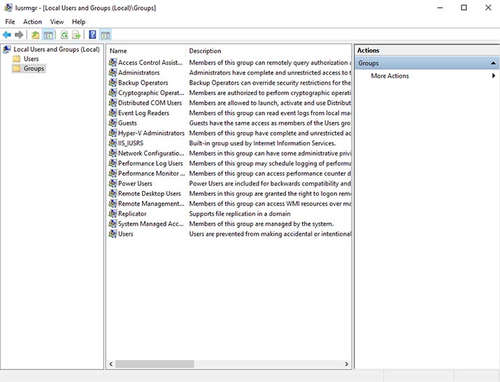 lusrmgr - [Local Users and Groups (Local)\Groups]
File Action View Help
Local Users and Groups (Local)
Users
Groups
Name Description
Access Control Assist... Members of this group can remotely query authorization a
Administrators Administrators have complete and unrestricted access to t
Backup Operators Backup Operators can override security restrictions for the
Cryptographic Operat... Members are authorized to perform cryptographic operati
Distributed COM Users Members are allowed to launch, activate and use Distribut
Event Log Readers Members of this group can read event logs from local mac
Guests Guests have the same access as members of the Users grou
Hyper-V Administrators Members of this group have complete and unrestricted ac
IIS_IUSRS Built-in group used by Internet Information Services.
Network Configuratio... Members in this group can have some administrative privi
Performance Log Users Members of this group may schedule logging of performa
Performance Monitor ... Members of this group can access performance counter d
Power Users Power Users are included for backwards compatibility and
Remote Desktop Users Members in this group are granted the right to logon remo
Remote Management... Members of this group can access WMI resources over ma
Replicator Supports file replication in a domain
System Managed Acc... Members of this group are managed by the system.
Users Users are prevented from making accidental or intentional
Actions
Groups
More Actions